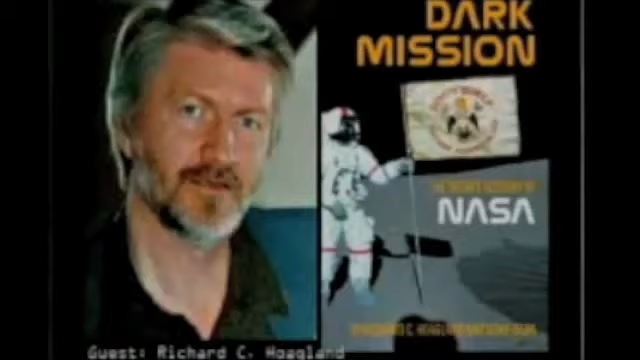 DARK
MISSION
THE SECRET HISTORY OF
NASA
Guest: Richard C. Hoagland